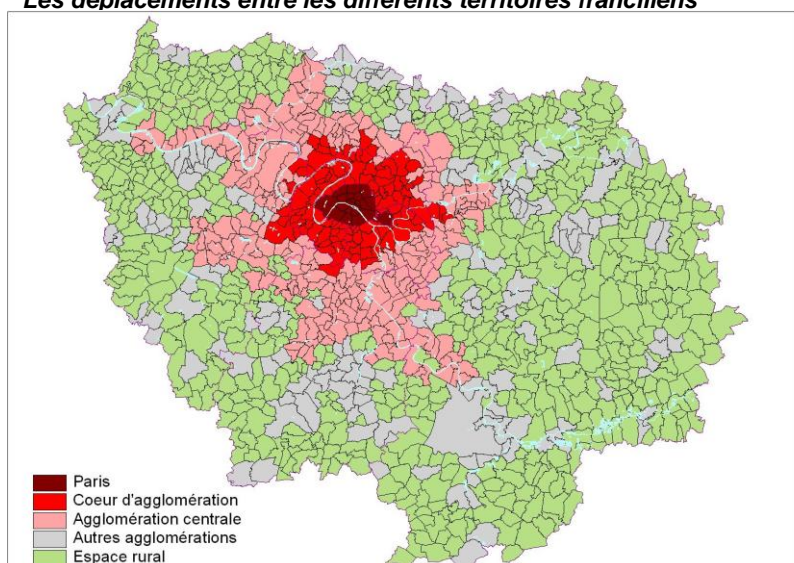 Les déplacements entre les différents territoires franciliens
Paris
Coeur d'agglomération
Agglomération centrale
Autres agglomérations
Espace rural